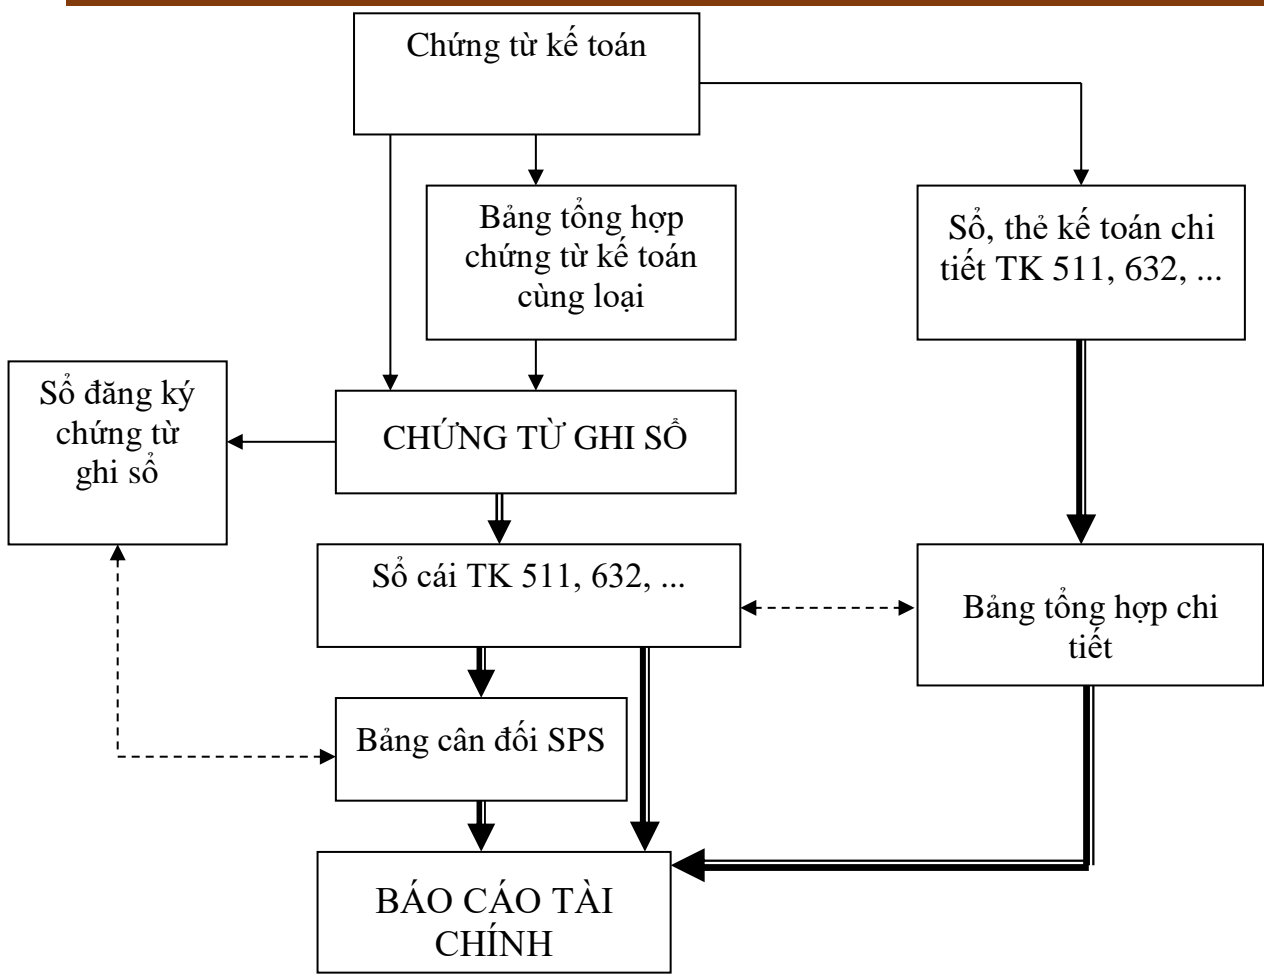 Chứng từ kế toán
Bảng tổng hợp
chứng từ kế toán
cùng loại
Sổ, thẻ kế toán chi
tiết TK 511, 632, ...
Sổ đăng ký
chứng từ
ghi sổ
CHỨNG TỪ GHI SỔ
Sổ cái TK 511, 632, ...
Bảng tổng hợp chi
tiết
Bảng cân đối SPS
BÁO CÁO TÀI
CHÍNH